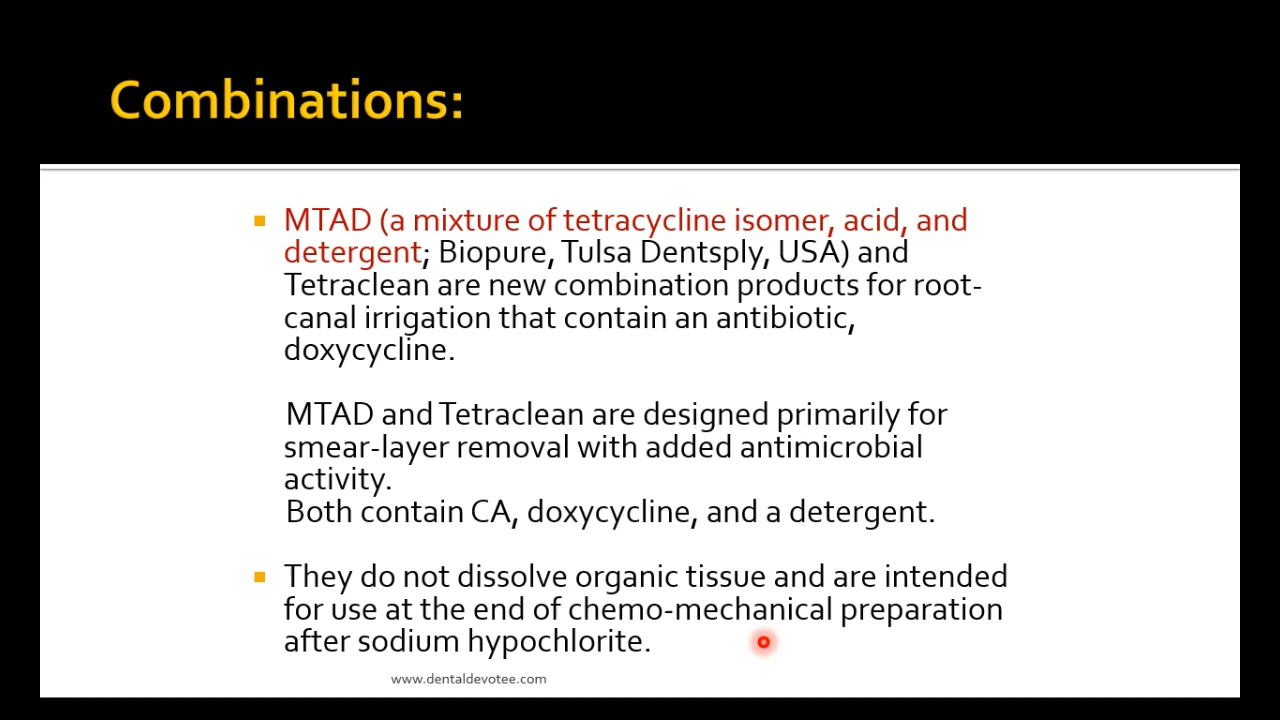 Combinations:
MTAD (a mixture of tetracycline isomer, acid, and
detergent; Biopure, Tulsa Dentsply, USA) and
Tetraclean are new combination products for root-
canal irrigation that contain an antibiotic,
doxycycline.
MTAD and Tetraclean are designed primarily for
smear-layer removal with added antimicrobial
activity.
Both contain CA, doxycycline, and a detergent.
They do not dissolve organic tissue and are intended
for use at the end of chemo-mechanical preparation
after sodium hypochlorite.
www.dentaldevotee.com